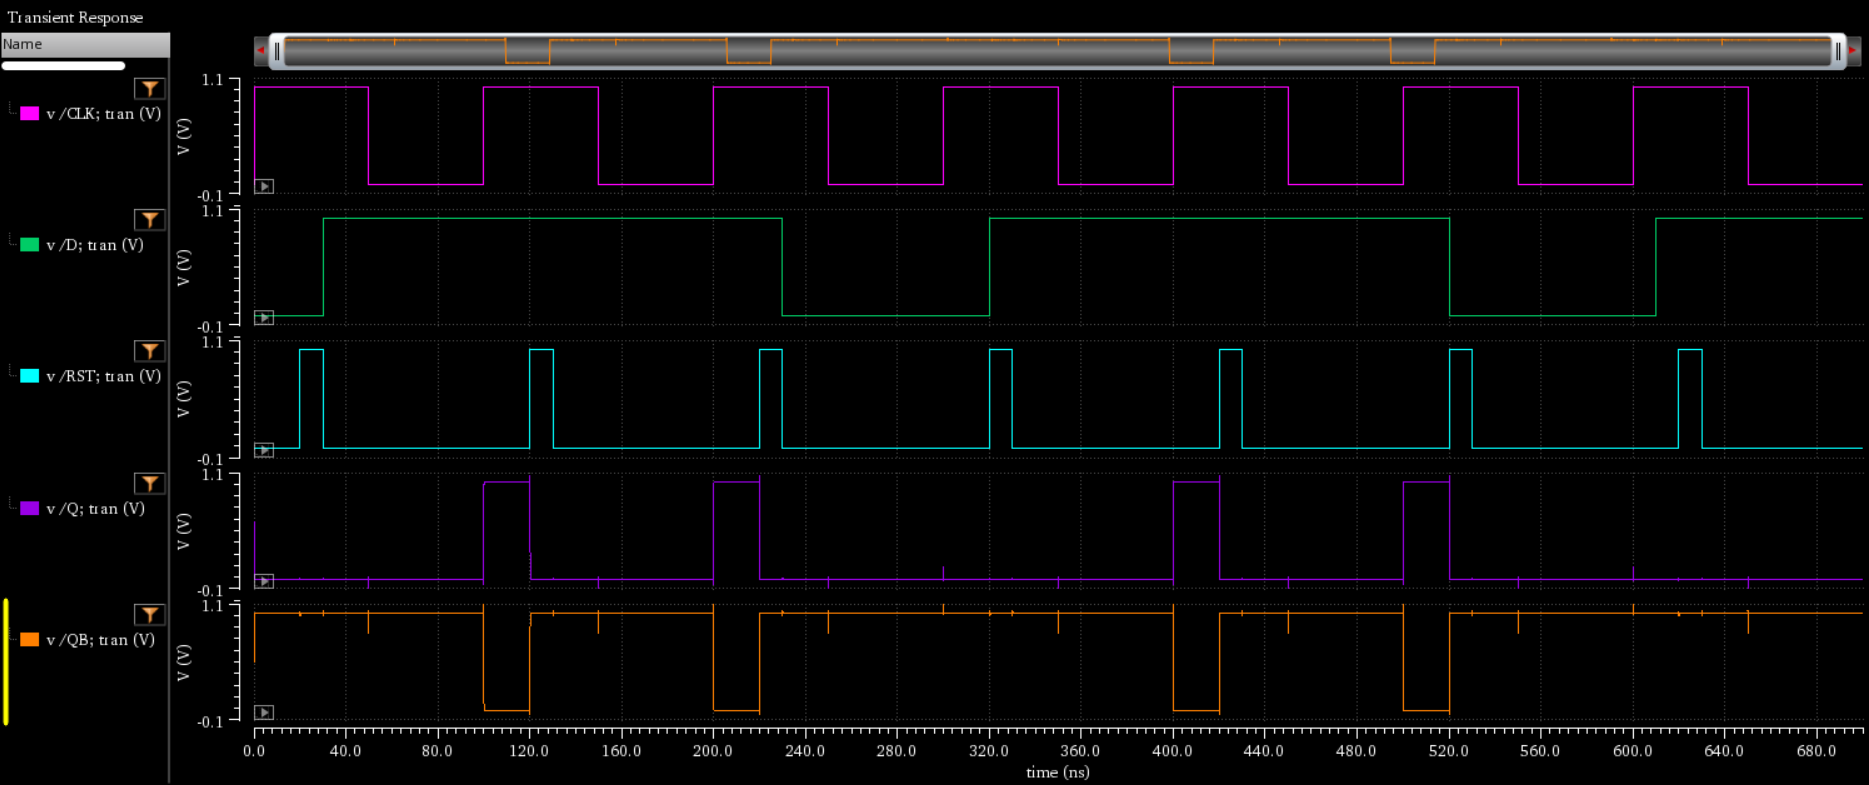 Transient Response
Name
v /CLK; tran (V)
V (V)
1.1
-0.1
v /D; tran (V)
V (V)
1.1
-0.1
v /RST; tran (V)
V (V)
1.1
-0.1
v /Q; tran (V)
V (V)
1.1
-0.1
v /QB; tran (V)
V (V)
1.1
-0.1
0.0 40.0 80.0 120.0 160.0 200.0 240.0 280.0 320.0 360.0 400.0 440.0 480.0 520.0 560.0 600.0 640.0 680.0
time (ns)